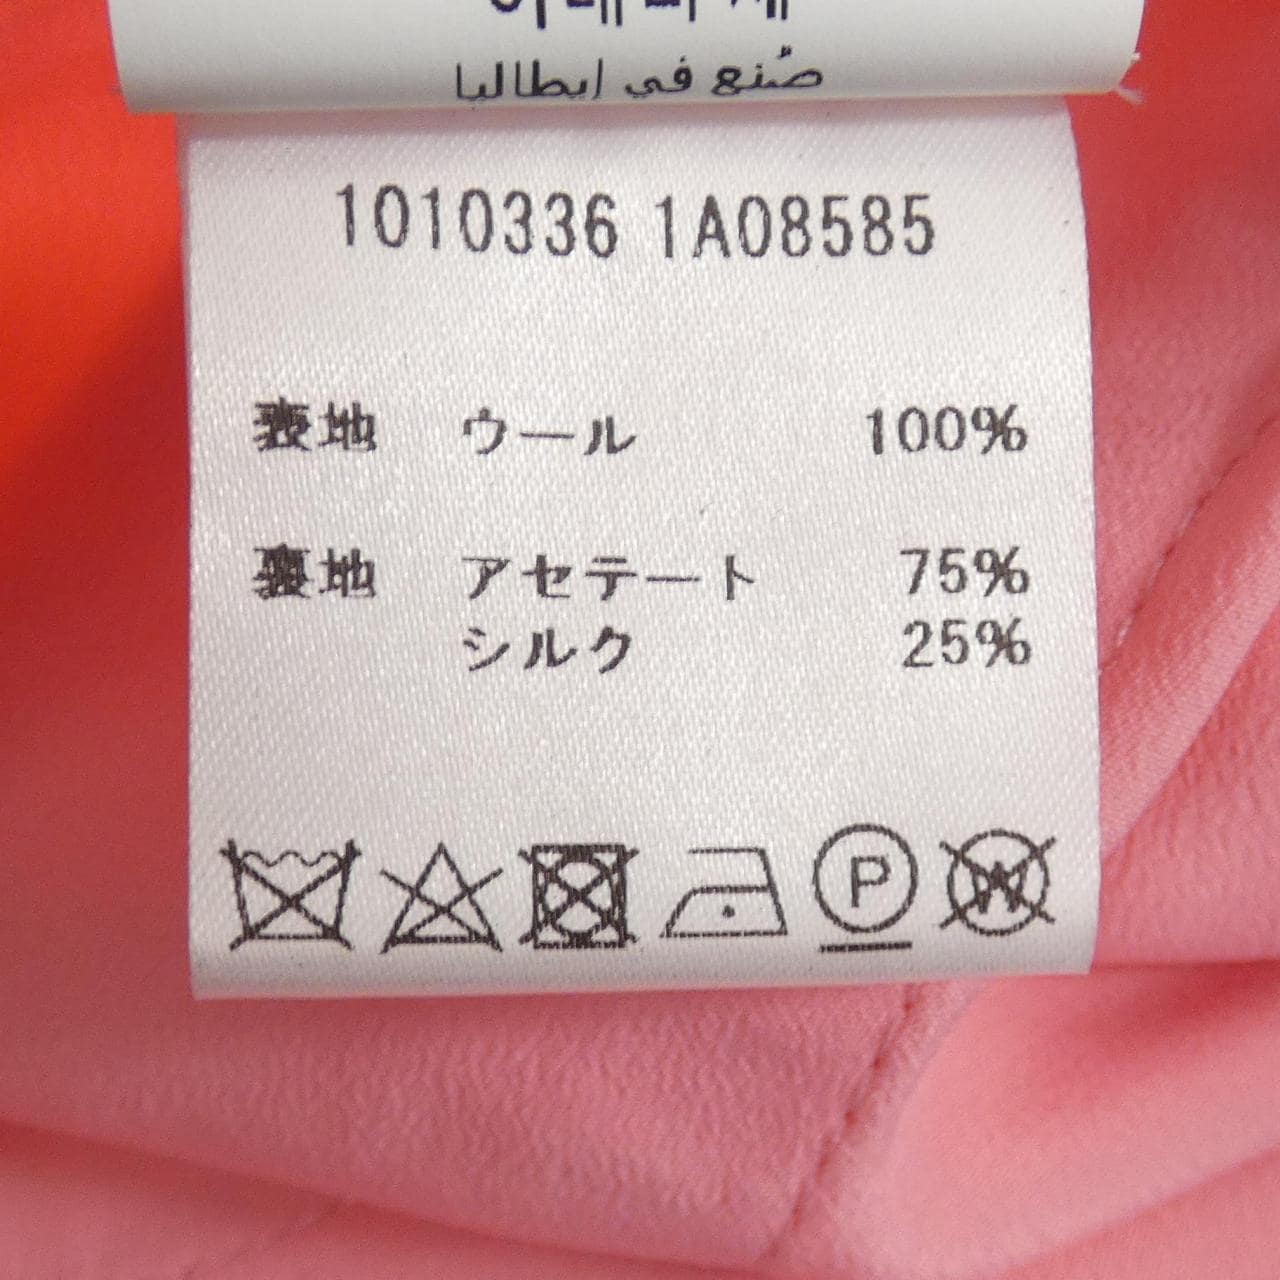 صُنع في إيطاليا
1010336 1A08585
表地 ウール 100%
裏地 アセテート 75%
シルク 25%
P
W